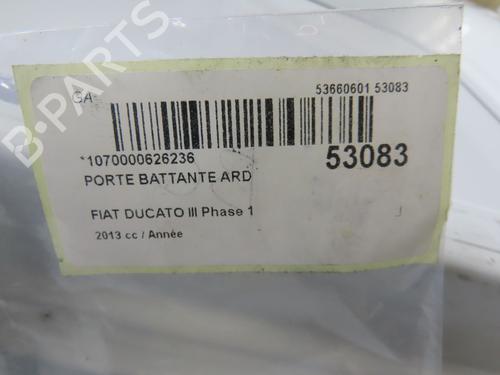 GA
53660601 53083
*1070000626236
53083
PORTE BATTANTE ARD
FIAT DUCATO III Phase 1
2013 cc / Année
B-PARTS